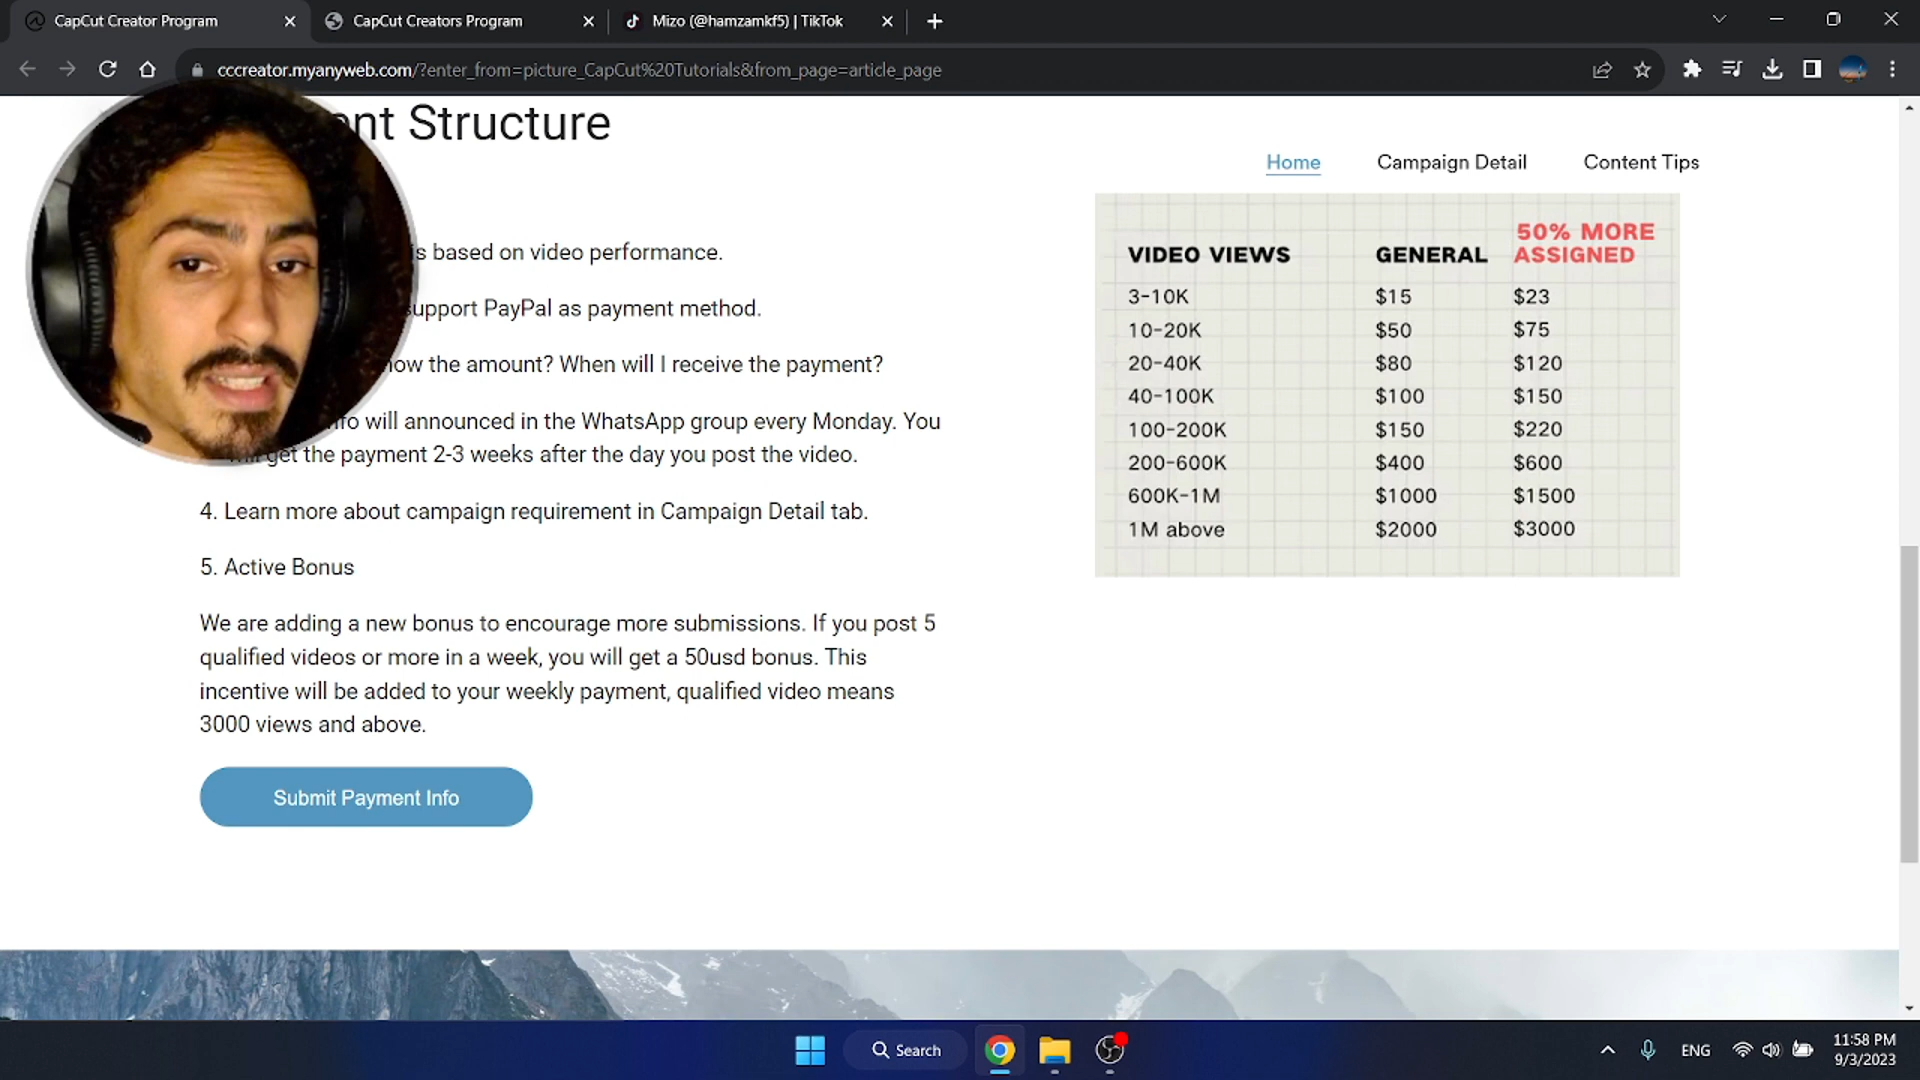 CapCut Creator Program
CapCut Creators Program
Mizo (@hamzamkf5) | TikTok
cccreator.myanyweb.com/?enter_from=picture_CapCut%20Tutorials&from_page=article_page
Structure
Home
Campaign Detail
Content Tips
is based on video performance.
support PayPal as payment method.
how the amount? When will I receive the payment?
will announced in the WhatsApp group every Monday. You
get the payment 2-3 weeks after the day you post the video.
4. Learn more about campaign requirement in Campaign Detail tab.
5. Active Bonus
We are adding a new bonus to encourage more submissions. If you post 5
qualified videos or more in a week, you will get a 50usd bonus. This
incentive will be added to your weekly payment, qualified video means
3000 views and above.
Submit Payment Info
VIDEO VIEWS GENERAL 50% MORE ASSIGNED
3-10K $15 $23
10-20K $50 $75
20-40K $80 $120
40-100K $100 $150
100-200K $150 $220
200-600K $400 $600
600K-1M $1000 $1500
1M above $2000 $3000
Search
ENG
11:58 PM
9/3/2023